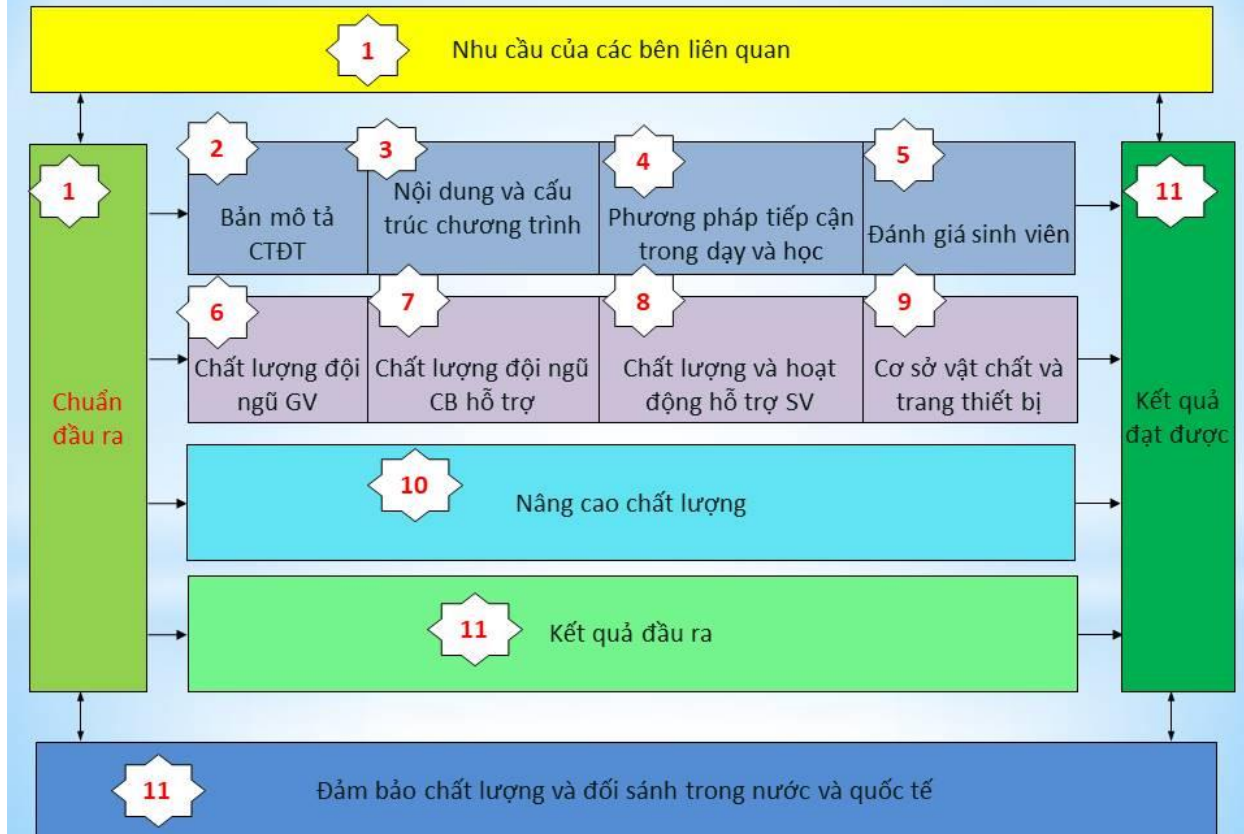 1
Nhu cầu của các bên liên quan
1
Chuẩn
đầu ra
2
Bản mô tả
CTĐT
3
Nội dung và cấu
trúc chương trình
4
Phương pháp tiếp cận
trong dạy và học
5
Đánh giá sinh viên
6
Chất lượng đội
ngũ GV
7
Chất lượng đội ngũ
CB hỗ trợ
8
Chất lượng và hoạt
động hỗ trợ SV
9
Cơ sở vật chất và
trang thiết bị
10
Nâng cao chất lượng
11
Kết quả đầu ra
11
Kết quả
đạt được
11
Đảm bảo chất lượng và đối sánh trong nước và quốc tế